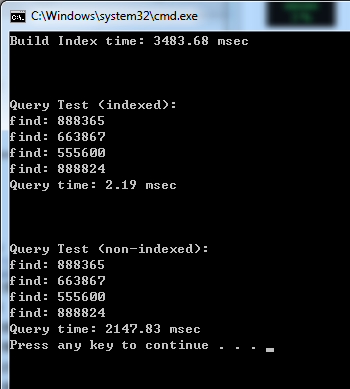 C:\Windows\system32\cmd.exe
Build Index time: 3483.68 msec
Query Test (indexed):
find: 888365
find: 663867
find: 555600
find: 888824
Query time: 2.19 msec
Query Test (non-indexed):
find: 888365
find: 663867
find: 555600
find: 888824
Query time: 2147.83 msec
Press any key to continue . . .